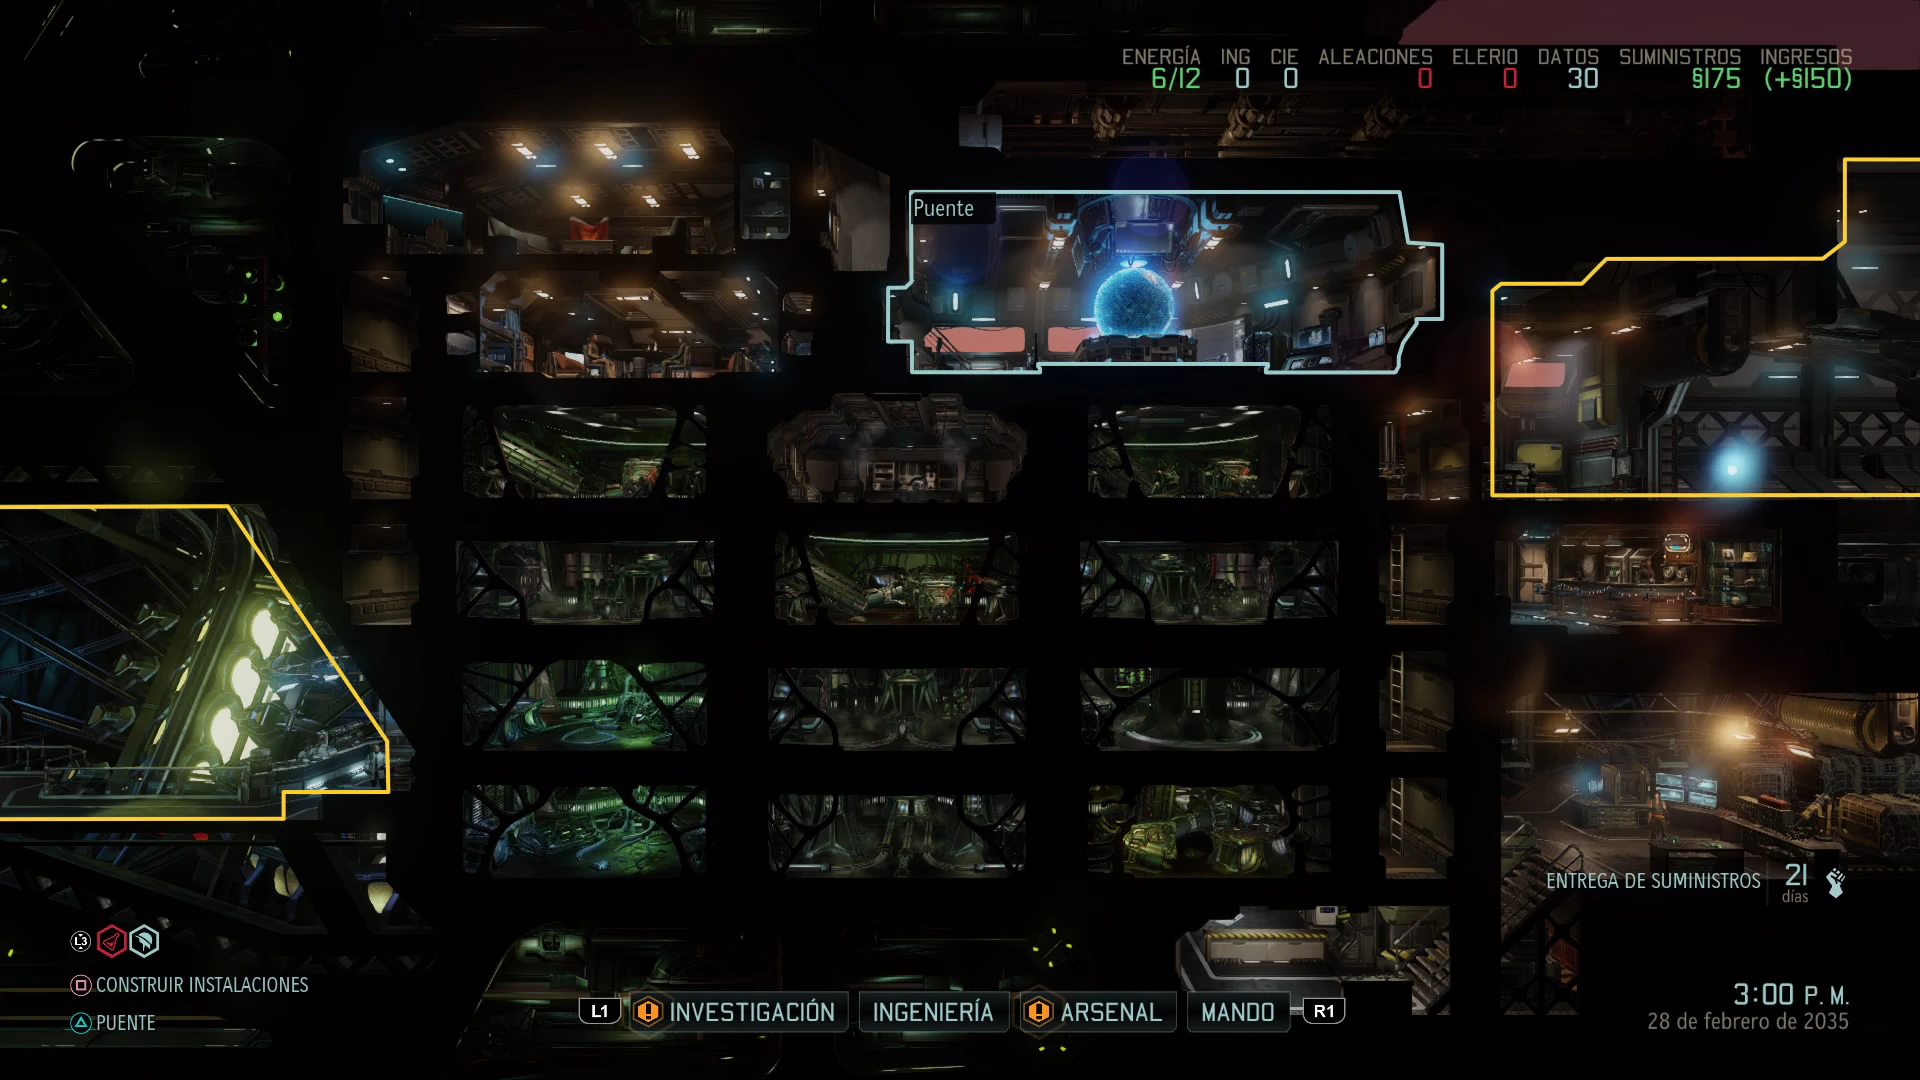 ENERGÍA ING CIE ALEACIONES ELERIO DATOS SUMINISTROS INGRESOS
6/12 0 0 0 0 30 §175 (+§150)
Puente
ENTREGA DE SUMINISTROS 21
días
L3
CONSTRUIR INSTALACIONES
PUENTE
L1 INVESTIGACIÓN INGENIERÍA ARSENAL MANDO R1
3:00 P. M.
28 de febrero de 2035